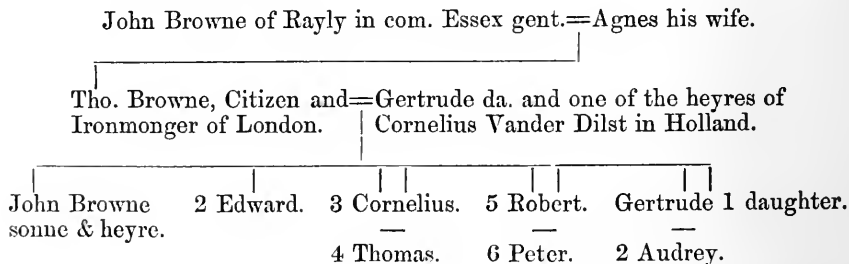 John Browne of Rayly in com. Essex gent.=Agnes his wife.
Tho. Browne, Citizen and=Gertrude da. and one of the heyres of
Ironmonger of London. Cornelius Vander Dilst in Holland.
John Browne 2 Edward. 3 Cornelius. 5 Robert. Gertrude 1 daughter.
sonne & heyre. 4 Thomas. 6 Peter. 2 Audrey.